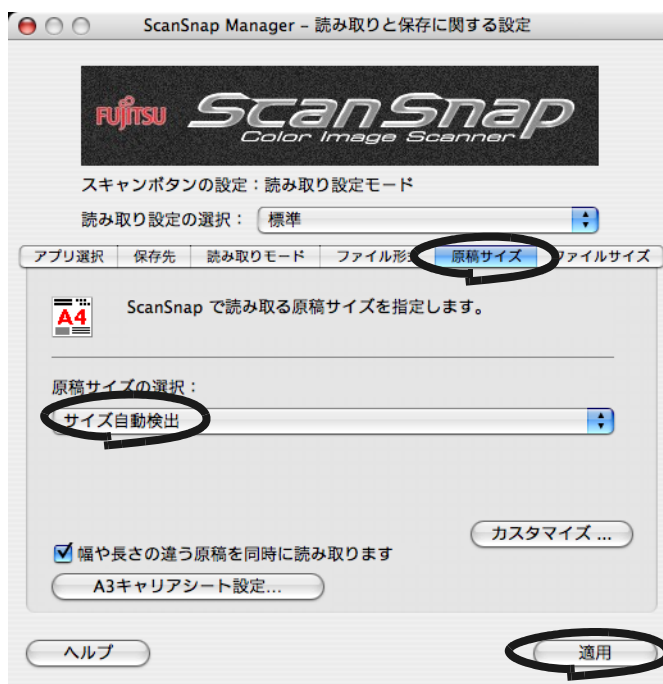 ScanSnap Manager – 読み取りと保存に関する設定
FUJITSU ScanSnap
Color Image Scanner
スキャンボタンの設定：読み取り設定モード
読み取り設定の選択： 標準
アプリ選択 保存先 読み取りモード ファイル形式 原稿サイズ ファイルサイズ
A4 ScanSnap で読み取る原稿サイズを指定します。
原稿サイズの選択：
サイズ自動検出
カスタマイズ ...
幅や長さの違う原稿を同時に読み取ります
A3キャリアシート設定...
ヘルプ 適用